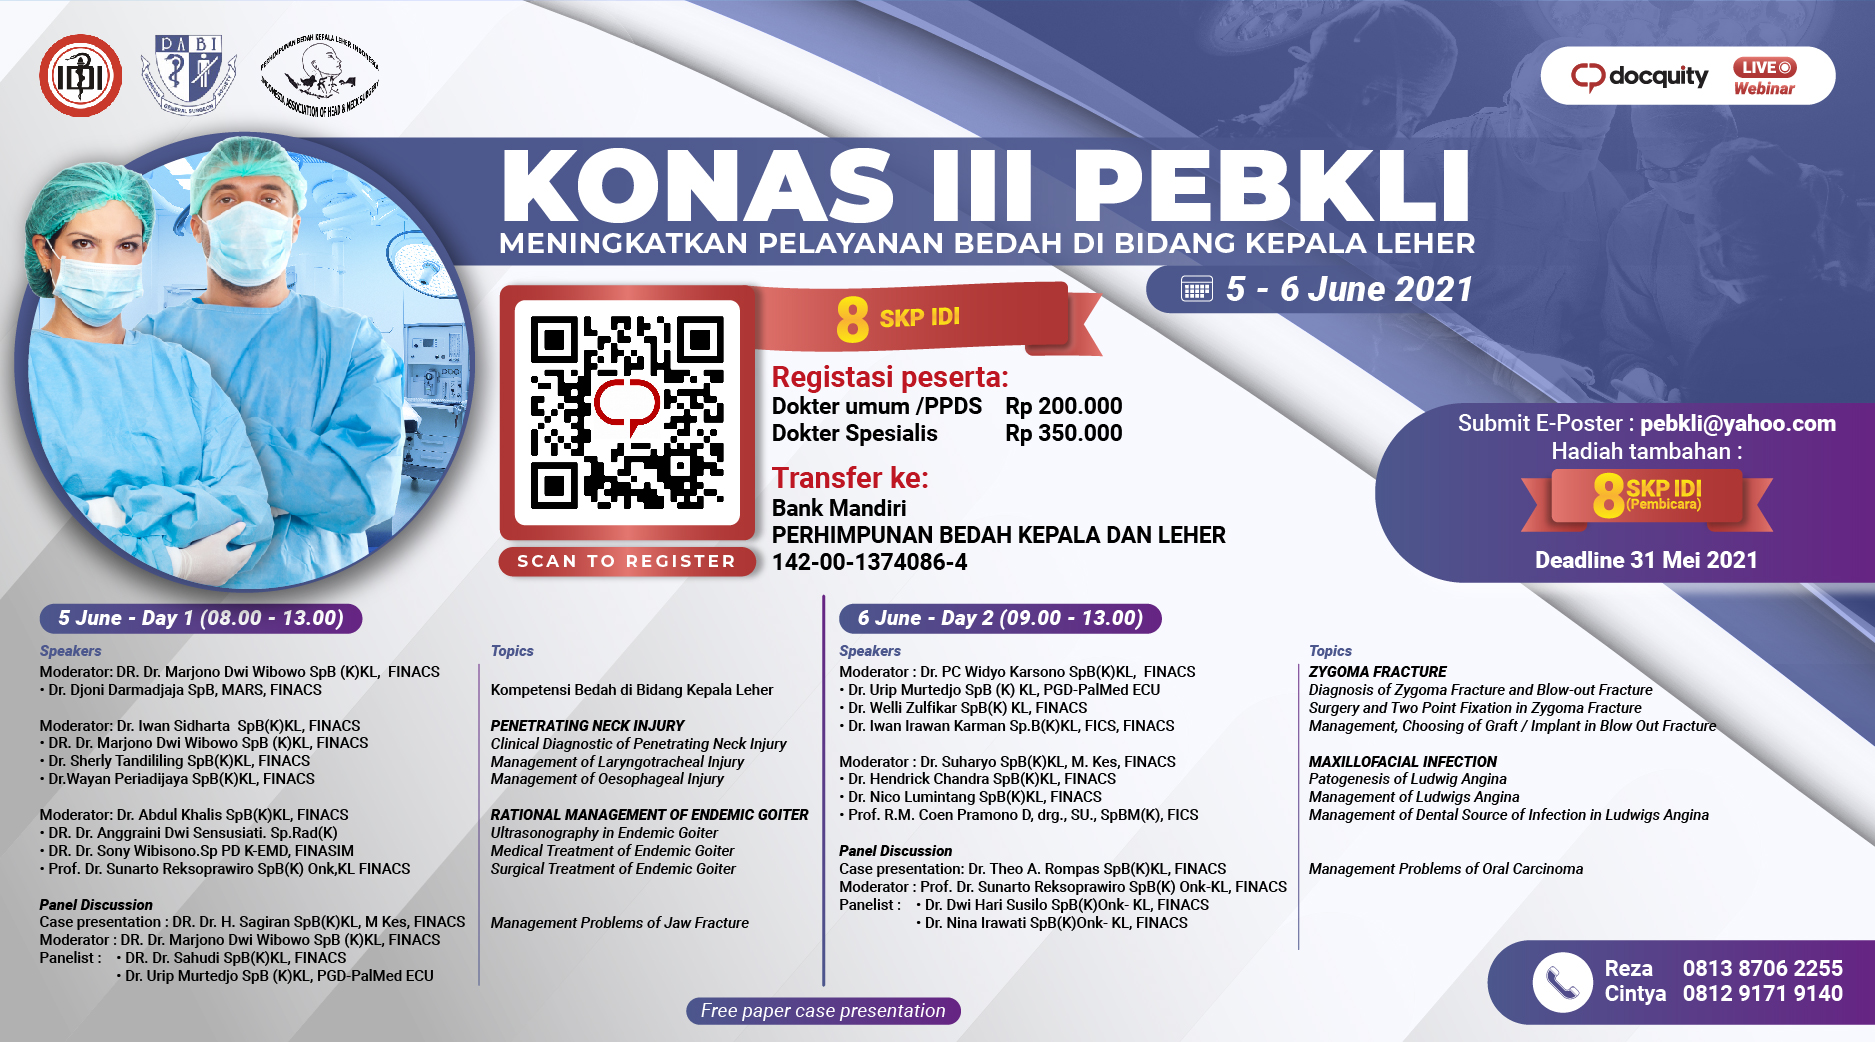 IDI
PABI
GENERAL SURGEON
PERHIMPUNAN BEDAH KEPALA LEHER INDONESIA
INDONESIA ASSOCIATION OF HEAD & NECK SURGERY
docquity
LIVE
Webinar
KONAS III PEBKLI
MENINGKATKAN PELAYANAN BEDAH DI BIDANG KEPALA LEHER
5 - 6 June 2021
8 SKP IDI
SCAN TO REGISTER
Registasi peserta:
Dokter umum /PPDS Rp 200.000
Dokter Spesialis Rp 350.000
Transfer ke:
Bank Mandiri
PERHIMPUNAN BEDAH KEPALA DAN LEHER
142-00-1374086-4
Submit E-Poster : pebkli@yahoo.com
Hadiah tambahan :
8 SKP IDI
(Pembicara)
Deadline 31 Mei 2021
5 June - Day 1 (08.00 - 13.00)
Speakers
Moderator: DR. Dr. Marjono Dwi Wibowo SpB (K)KL, FINACS
• Dr. Djoni Darmadjaja SpB, MARS, FINACS
Moderator: Dr. Iwan Sidharta SpB(K)KL, FINACS
• DR. Dr. Marjono Dwi Wibowo SpB (K)KL, FINACS
• Dr. Sherly Tandililing SpB(K)KL, FINACS
• Dr.Wayan Periadijaya SpB(K)KL, FINACS
Moderator: Dr. Abdul Khalis SpB(K)KL, FINACS
• DR. Dr. Anggraini Dwi Sensusiati. Sp.Rad(K)
• DR. Dr. Sony Wibisono.Sp PD K-EMD, FINASIM
• Prof. Dr. Sunarto Reksoprawiro SpB(K) Onk,KL FINACS
Panel Discussion
Case presentation : DR. Dr. H. Sagiran SpB(K)KL, M Kes, FINACS
Moderator : DR. Dr. Marjono Dwi Wibowo SpB (K)KL, FINACS
Panelist : • DR. Dr. Sahudi SpB(K)KL, FINACS
• Dr. Urip Murtedjo SpB (K)KL, PGD-PalMed ECU
Topics
Kompetensi Bedah di Bidang Kepala Leher
PENETRATING NECK INJURY
Clinical Diagnostic of Penetrating Neck Injury
Management of Laryngotracheal Injury
Management of Oesophageal Injury
RATIONAL MANAGEMENT OF ENDEMIC GOITER
Ultrasonography in Endemic Goiter
Medical Treatment of Endemic Goiter
Surgical Treatment of Endemic Goiter
Management Problems of Jaw Fracture
6 June - Day 2 (09.00 - 13.00)
Speakers
Moderator : Dr. PC Widyo Karsono SpB(K)KL, FINACS
• Dr. Urip Murtedjo SpB (K) KL, PGD-PalMed ECU
• Dr. Welli Zulfikar SpB(K) KL, FINACS
• Dr. Iwan Irawan Karman Sp.B(K)KL, FICS, FINACS
Moderator : Dr. Suharyo SpB(K)KL, M. Kes, FINACS
• Dr. Hendrick Chandra SpB(K)KL, FINACS
• Dr. Nico Lumintang SpB(K)KL, FINACS
• Prof. R.M. Coen Pramono D, drg., SU., SpBM(K), FICS
Panel Discussion
Case presentation: Dr. Theo A. Rompas SpB(K)KL, FINACS
Moderator : Prof. Dr. Sunarto Reksoprawiro SpB(K) Onk-KL, FINACS
Panelist : • Dr. Dwi Hari Susilo SpB(K)Onk- KL, FINACS
• Dr. Nina Irawati SpB(K)Onk- KL, FINACS
Topics
ZYGOMA FRACTURE
Diagnosis of Zygoma Fracture and Blow-out Fracture
Surgery and Two Point Fixation in Zygoma Fracture
Management, Choosing of Graft / Implant in Blow Out Fracture
MAXILLOFACIAL INFECTION
Patogenesis of Ludwig Angina
Management of Ludwigs Angina
Management of Dental Source of Infection in Ludwigs Angina
Management Problems of Oral Carcinoma
Free paper case presentation
Reza 0813 8706 2255
Cintya 0812 9171 9140